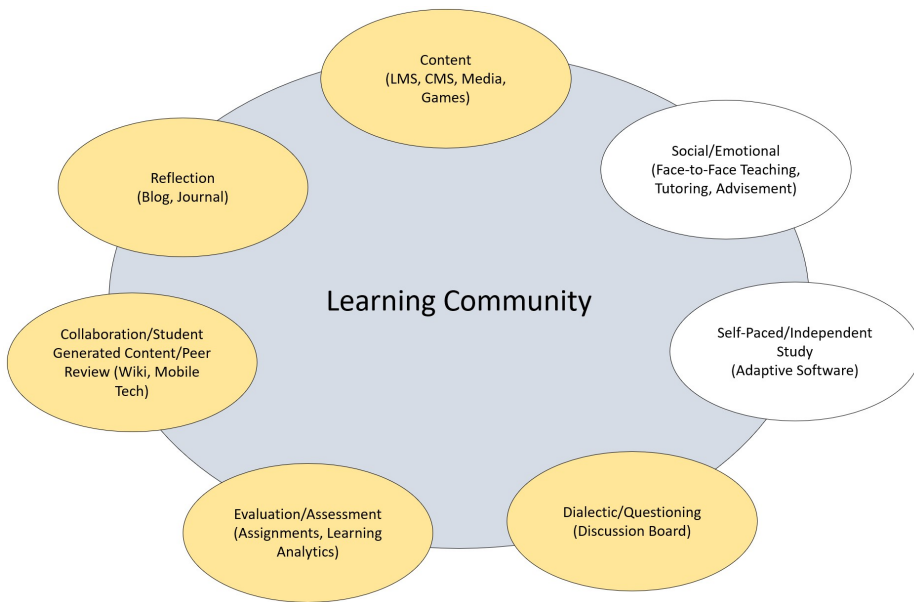 Content
(LMS, CMS, Media,
Games)
Social/Emotional
(Face-to-Face Teaching,
Tutoring, Advisement)
Reflection
(Blog, Journal)
Learning Community
Collaboration/Student
Generated Content/Peer
Review (Wiki, Mobile
Tech)
Self-Paced/Independent
Study
(Adaptive Software)
Evaluation/Assessment
(Assignments, Learning
Analytics)
Dialectic/Questioning
(Discussion Board)